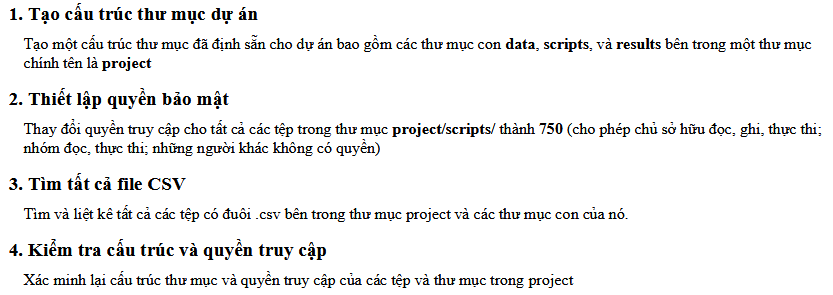 1. Tạo cấu trúc thư mục dự án
Tạo một cấu trúc thư mục đã định sẵn cho dự án bao gồm các thư mục con data, scripts, và results bên trong một thư mục
chính tên là project
2. Thiết lập quyền bảo mật
Thay đổi quyền truy cập cho tất cả các tệp trong thư mục project/scripts/ thành 750 (cho phép chủ sở hữu đọc, ghi, thực thi;
nhóm đọc, thực thi; những người khác không có quyền)
3. Tìm tất cả file CSV
Tìm và liệt kê tất cả các tệp có đuôi .csv bên trong thư mục project và các thư mục con của nó.
4. Kiểm tra cấu trúc và quyền truy cập
Xác minh lại cấu trúc thư mục và quyền truy cập của các tệp và thư mục trong project